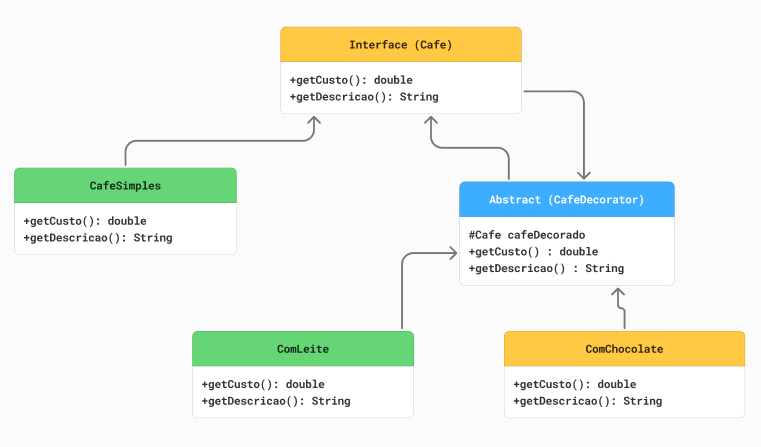 Interface (Cafe)
+getCusto(): double
+getDescricao(): String
CafeSimples
+getCusto(): double
+getDescricao(): String
Abstract (CafeDecorator)
#Cafe cafeDecorado
+getCusto() : double
+getDescricao() : String
ComLeite
+getCusto(): double
+getDescricao(): String
ComChocolate
+getCusto(): double
+getDescricao(): String